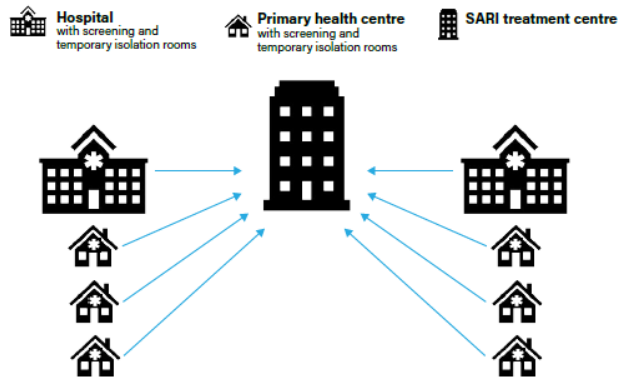 Hospital
with screening and
temporary isolation rooms
Primary health centre
with screening and
temporary isolation rooms
SARI treatment centre